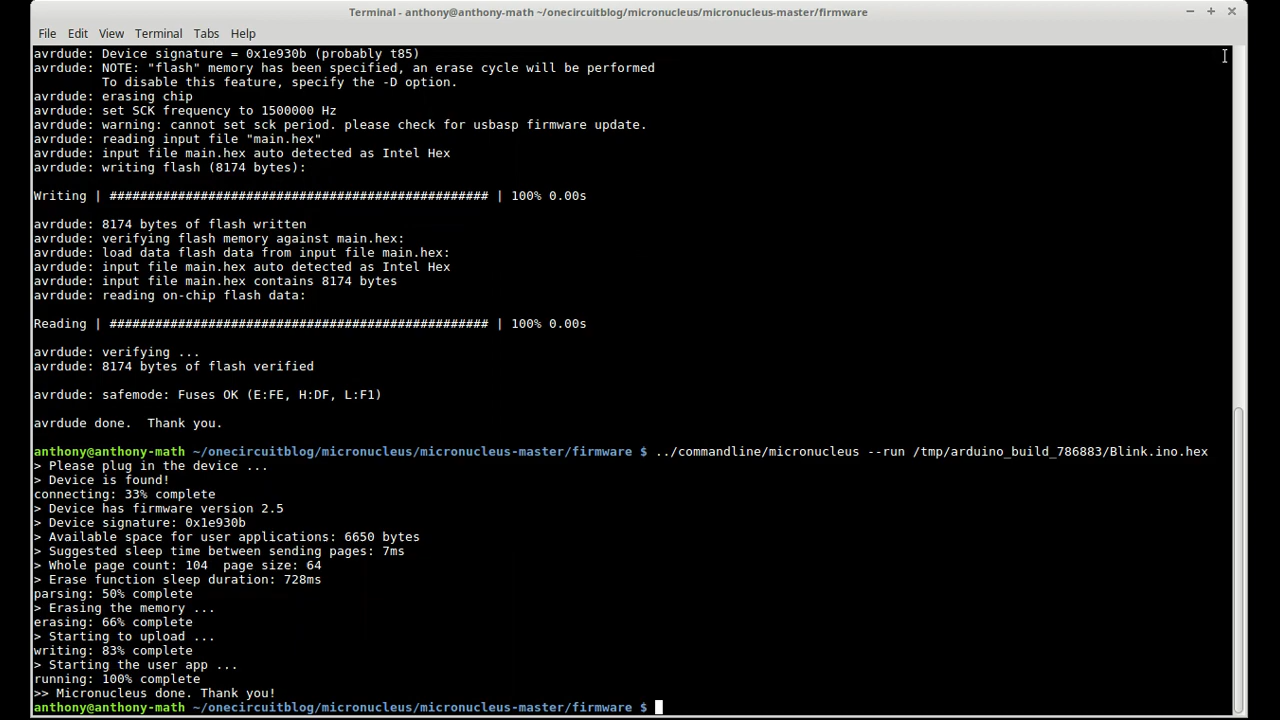 Terminal - anthony@anthony-math ~/onecircuitblog/micronucleus/micronucleus-master/firmware
File Edit View Terminal Tabs Help
avrdude: Device signature = 0x1e930b (probably t85)
avrdude: NOTE: "flash" memory has been specified, an erase cycle will be performed
         To disable this feature, specify the -D option.
avrdude: erasing chip
avrdude: set SCK frequency to 1500000 Hz
avrdude: warning: cannot set sck period. please check for usbasp firmware update.
avrdude: reading input file "main.hex"
avrdude: input file main.hex auto detected as Intel Hex
avrdude: writing flash (8174 bytes):
Writing | ################################################## | 100% 0.00s
avrdude: 8174 bytes of flash written
avrdude: verifying flash memory against main.hex:
avrdude: load data flash data from input file main.hex:
avrdude: input file main.hex auto detected as Intel Hex
avrdude: input file main.hex contains 8174 bytes
avrdude: reading on-chip flash data:
Reading | ################################################## | 100% 0.00s
avrdude: verifying ...
avrdude: 8174 bytes of flash verified
avrdude: safemode: Fuses OK (E:FE, H:DF, L:F1)
avrdude done.  Thank you.
anthony@anthony-math ~/onecircuitblog/micronucleus/micronucleus-master/firmware $ ../commandline/micronucleus --run /tmp/arduino_build_786883/Blink.ino.hex
> Please plug in the device ...
> Device is found!
connecting: 33% complete
> Device has firmware version 2.5
> Device signature: 0x1e930b
> Available space for user applications: 6650 bytes
> Suggested sleep time between sending pages: 7ms
> Whole page count: 104  page size: 64
> Erase function sleep duration: 728ms
parsing: 50% complete
> Erasing the memory ...
erasing: 66% complete
> Starting to upload ...
writing: 83% complete
> Starting the user app ...
running: 100% complete
>> Micronucleus done. Thank you!
anthony@anthony-math ~/onecircuitblog/micronucleus/micronucleus-master/firmware $